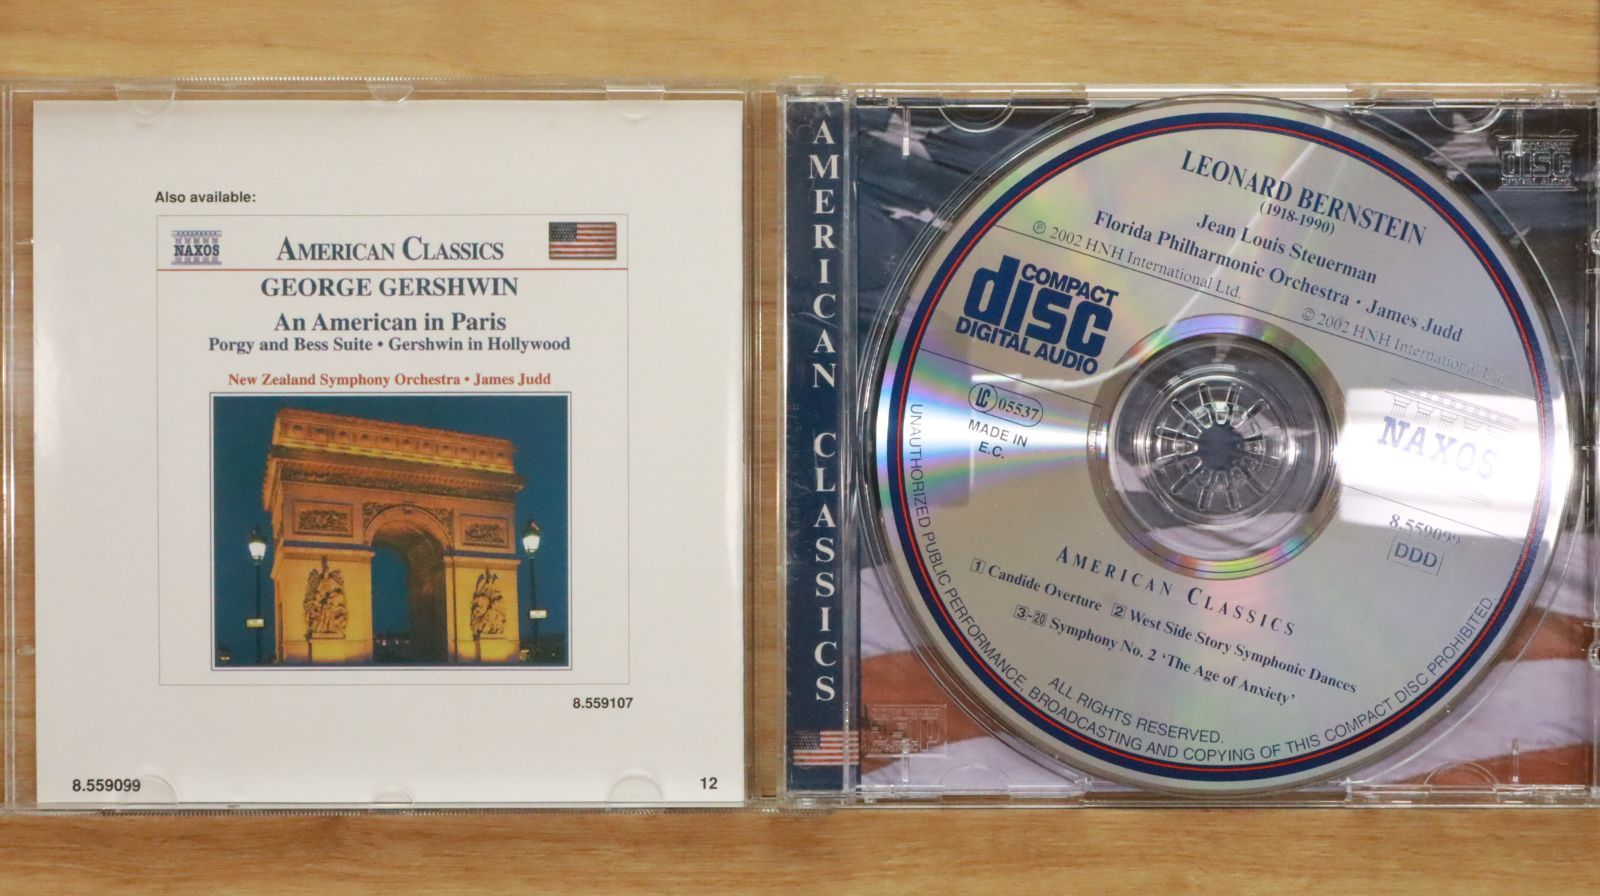 Also available:
NAXOS
AMERICAN CLASSICS
GEORGE GERSHWIN
An American in Paris
Porgy and Bess Suite • Gershwin in Hollywood
New Zealand Symphony Orchestra • James Judd
8.559107
8.559099
12
AMERICAN CLASSICS
COMPACT
disc
LEONARD BERNSTEIN
(1918-1990)
Jean Louis Steuerman
Florida Philharmonic Orchestra • James Judd
℗ 2002 HNH International Ltd.
© 2002 HNH International Ltd.
COMPACT
disc
DIGITAL AUDIO
LC 05537
MADE IN
E.C.
NAXOS
8.559099
DDD
AMERICAN CLASSICS
1 Candide Overture 2 West Side Story Symphonic Dances
3-20 Symphony No. 2 ‘The Age of Anxiety’
ALL RIGHTS RESERVED.
UNAUTHORIZED PUBLIC PERFORMANCE, BROADCASTING AND COPYING OF THIS COMPACT DISC PROHIBITED.